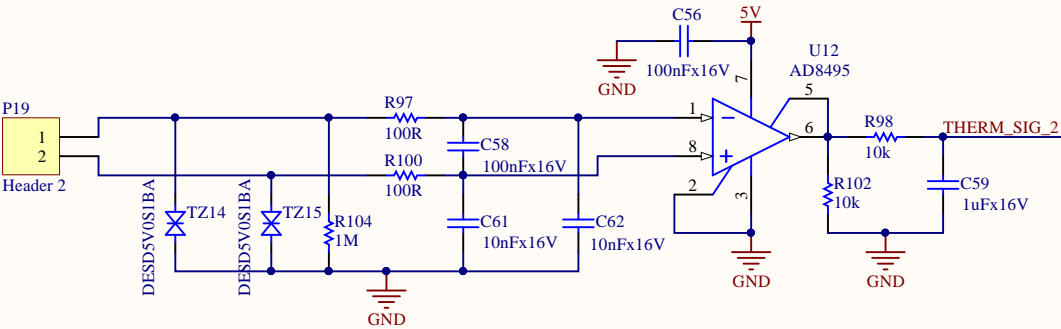 C56
5V
100nFx16V
GND
U12
AD8495
7
5
P19
1
2
Header 2
R97
100R
C58
100nFx16V
R100
100R
1
8
2
3
6
R98
10k
THERM_SIG_2
DESD5V0S1BA
TZ14
DESD5V0S1BA
TZ15
R104
1M
C61
10nFx16V
C62
10nFx16V
R102
10k
C59
1uFx16V
GND
GND
GND